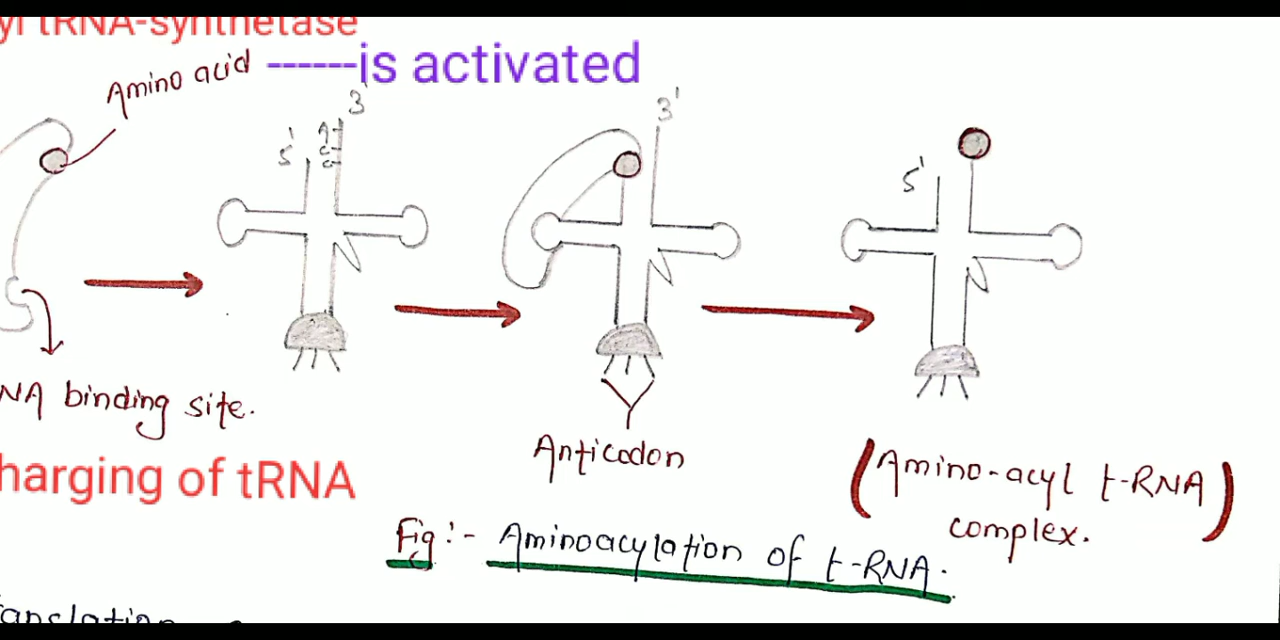 yl tRNA-synthetase
Amino acid ------is activated
3'
5'
A
C
C
3'
5'
NA binding site.
Anticodon
harging of tRNA
(Amino-acyl t-RNA)
complex.
Fig:- Aminoacylation of t-RNA.
anslation